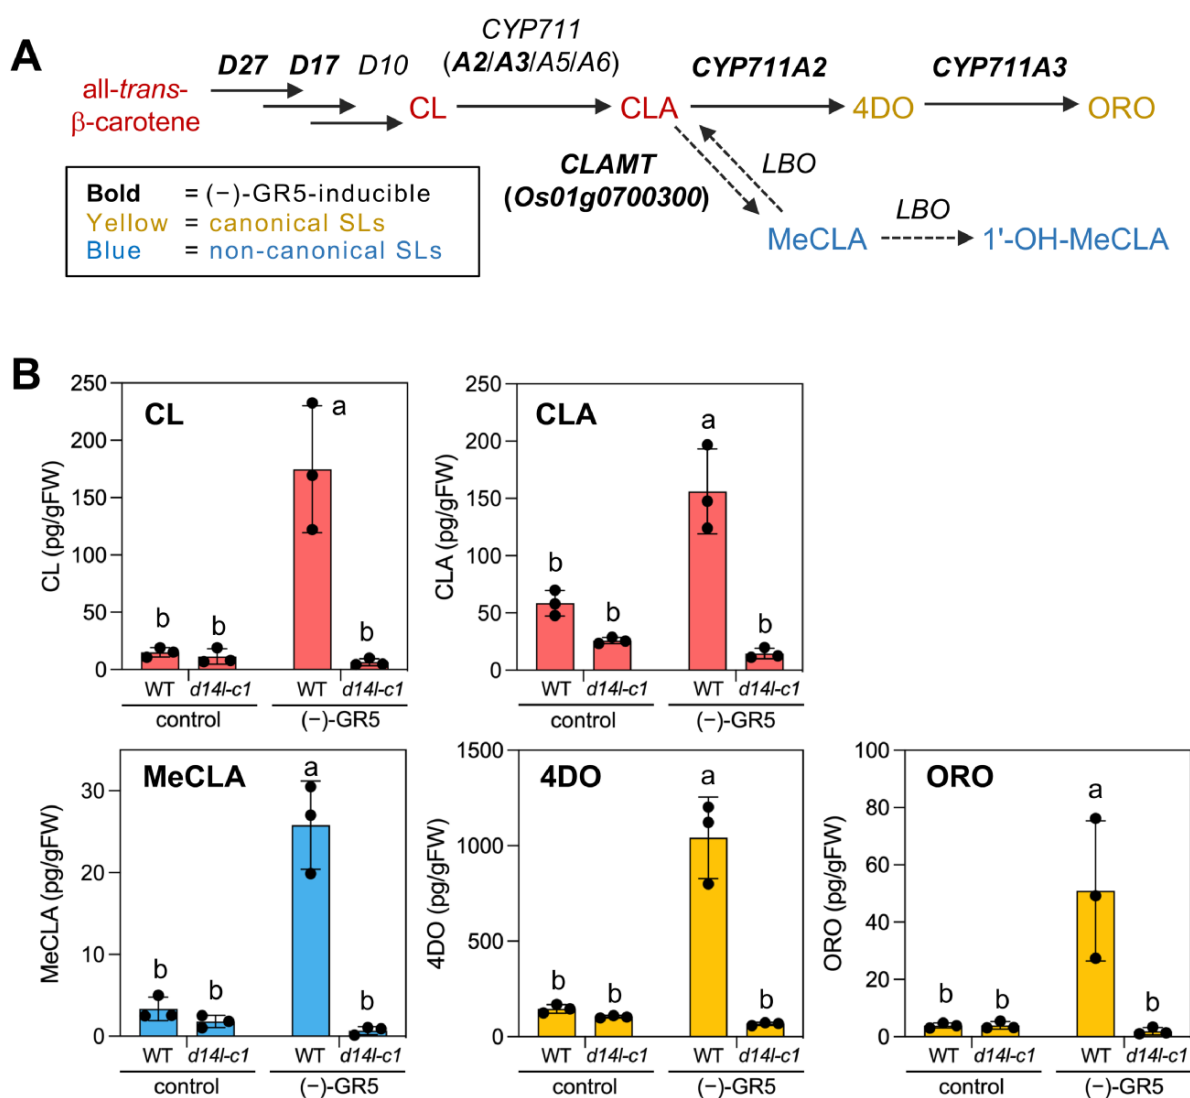 A
CYP711
D27 D17 D10 (A2/A3/A5/A6) CYP711A2 CYP711A3
all-trans-
β-carotene
CL CLA 4DO ORO
CLAMT
(Os01g0700300)
LBO
LBO
MeCLA 1'-OH-MeCLA
Bold = (−)-GR5-inducible
Yellow = canonical SLs
Blue = non-canonical SLs
B
CL
CL (pg/gFW)
250
200
150
100
50
0
b b a b
WT d14l-c1 WT d14l-c1
control (−)-GR5
CLA
CLA (pg/gFW)
250
200
150
100
50
0
b b a b
WT d14l-c1 WT d14l-c1
control (−)-GR5
MeCLA
MeCLA (pg/gFW)
30
20
10
0
b b a b
WT d14l-c1 WT d14l-c1
control (−)-GR5
4DO
4DO (pg/gFW)
1500
1000
500
0
b b a b
WT d14l-c1 WT d14l-c1
control (−)-GR5
ORO
ORO (pg/gFW)
100
80
60
40
20
0
b b a b
WT d14l-c1 WT d14l-c1
control (−)-GR5